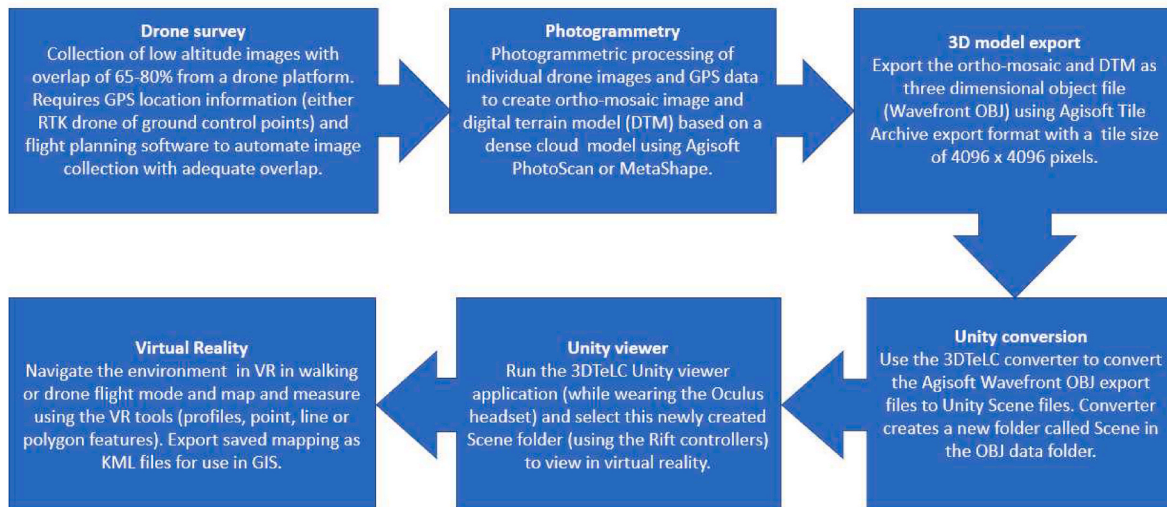 Drone survey
Collection of low altitude images with
overlap of 65-80% from a drone platform.
Requires GPS location information (either
RTK drone of ground control points) and
flight planning software to automate image
collection with adequate overlap.
Photogrammetry
Photogrammetric processing of
individual drone images and GPS data
to create ortho-mosaic image and
digital terrain model (DTM) based on a
dense cloud model using Agisoft
PhotoScan or MetaShape.
3D model export
Export the ortho-mosaic and DTM as
three dimensional object file
(Wavefront OBJ) using Agisoft Tile
Archive export format with a tile size
of 4096 x 4096 pixels.
Unity conversion
Use the 3DTeLC converter to convert
the Agisoft Wavefront OBJ export
files to Unity Scene files. Converter
creates a new folder called Scene in
the OBJ data folder.
Unity viewer
Run the 3DTeLC Unity viewer
application (while wearing the Oculus
headset) and select this newly created
Scene folder (using the Rift controllers)
to view in virtual reality.
Virtual Reality
Navigate the environment in VR in walking
or drone flight mode and map and measure
using the VR tools (profiles, point, line or
polygon features). Export saved mapping as
KML files for use in GIS.